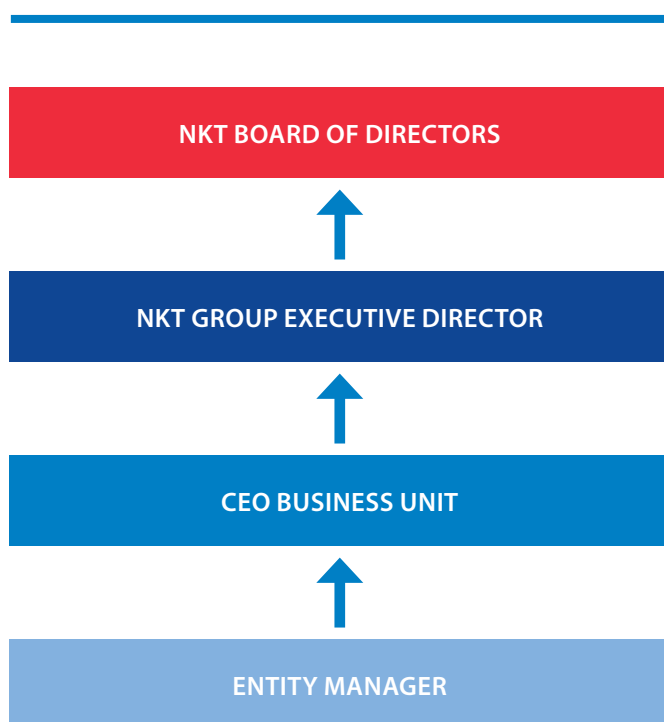 NKT BOARD OF DIRECTORS
NKT GROUP EXECUTIVE DIRECTOR
CEO BUSINESS UNIT
ENTITY MANAGER